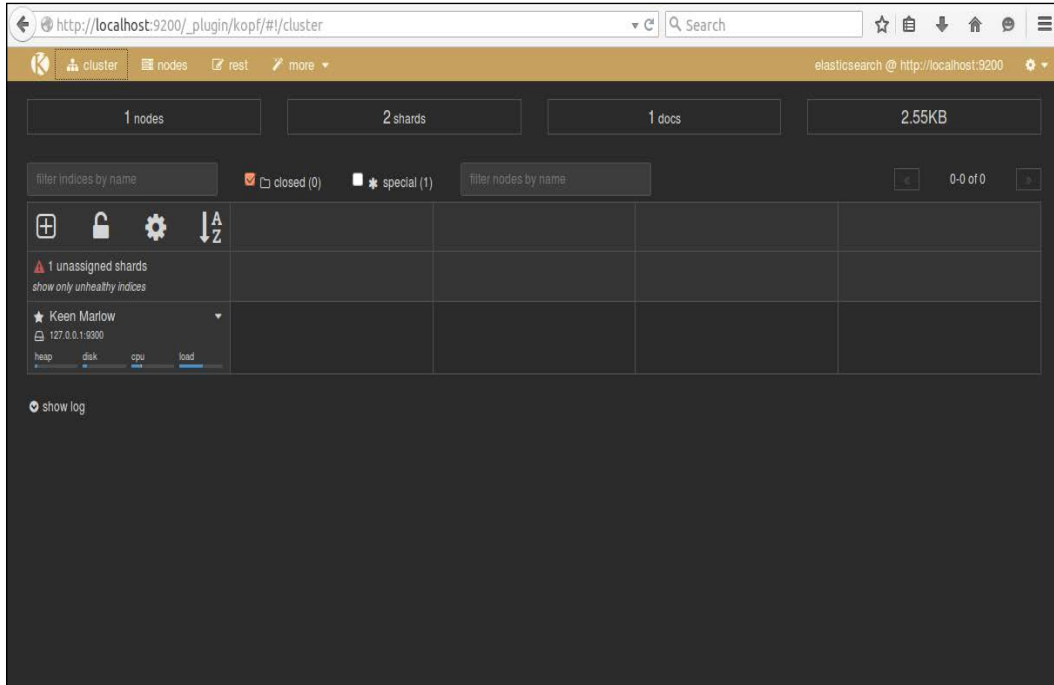 http://localhost:9200/_plugin/kopf/#!/cluster Search
cluster nodes rest more elasticsearch @ http://localhost:9200
1 nodes 2 shards 1 docs 2.55KB
filter indices by name closed (0) special (1) filter nodes by name « 0-0 of 0 »
A
Z
1 unassigned shards
show only unhealthy indices
Keen Marlow
127.0.0.1:9300
heap disk cpu load
show log